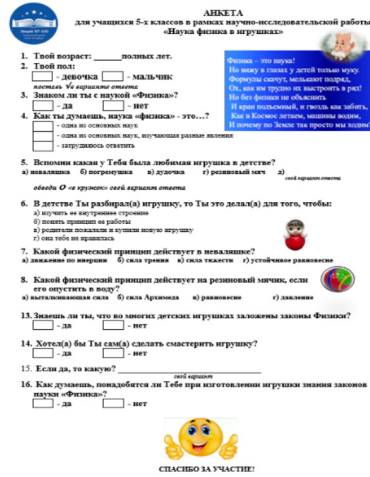 АНКЕТА
для учащихся 5-х классов в рамках научно-исследовательской работы
«Наука физика в игрушках»
1. Твой возраст: ______полных лет.
2. Твой пол:
- девочка - мальчик
поставь √в варианте ответа
3. Знаком ли ты с наукой «Физика»?
- да - нет
4. Как ты думаешь, наука «физика» - это…?
- одна из основных наук
- одна из основных наук, изучающая разные явления
- затрудняюсь ответить
Физика – это наука!
Но вижу в глазах у детей только муку.
Формулы скачут, мелькают подряд,
Ох, как им трудно их выстроить в ряд!
Но без физики не объяснить
И кран подъемный, и гвоздь как забить,
Как в Космос летаем, машины водим,
И почему по Земле так просто мы ходим!
5. Вспомни какая у Тебя была любимая игрушка в детстве?
а) неваляшка б) погремушка в) дудочка г) резиновый мяч д)
свой вариант ответа
обведи О «в кружок» свой вариант ответа
6. В детстве Ты разбирал(а) игрушку, то Ты это делал(а) для того, чтобы:
а) изучить ее внутреннее строение
б) понять принцип ее работы
в) родители пожалели и купили новую игрушку
г) она тебе не нравилась
7. Какой физический принцип действует в неваляшке?
а) движение по инерции б) сила трения в) сила тяжести г) устойчивое равновесие
8. Какой физический принцип действует на резиновый мячик, если
его опустить в воду?
а) выталкивающая сила б) сила Архимеда в) равновесие г) давление
13. Знаешь ли ты, что во многих детских игрушках заложены законы Физики?
- да - нет
14. Хотел(а) бы Ты сам(а) сделать смастерить игрушку?
- да - нет
15. Если да, то какую? ______________________________
свой вариант
16. Как думаешь, понадобятся ли Тебе при изготовлении игрушки знания законов
науки «Физика»?
- да - нет
СПАСИБО ЗА УЧАСТИЕ!